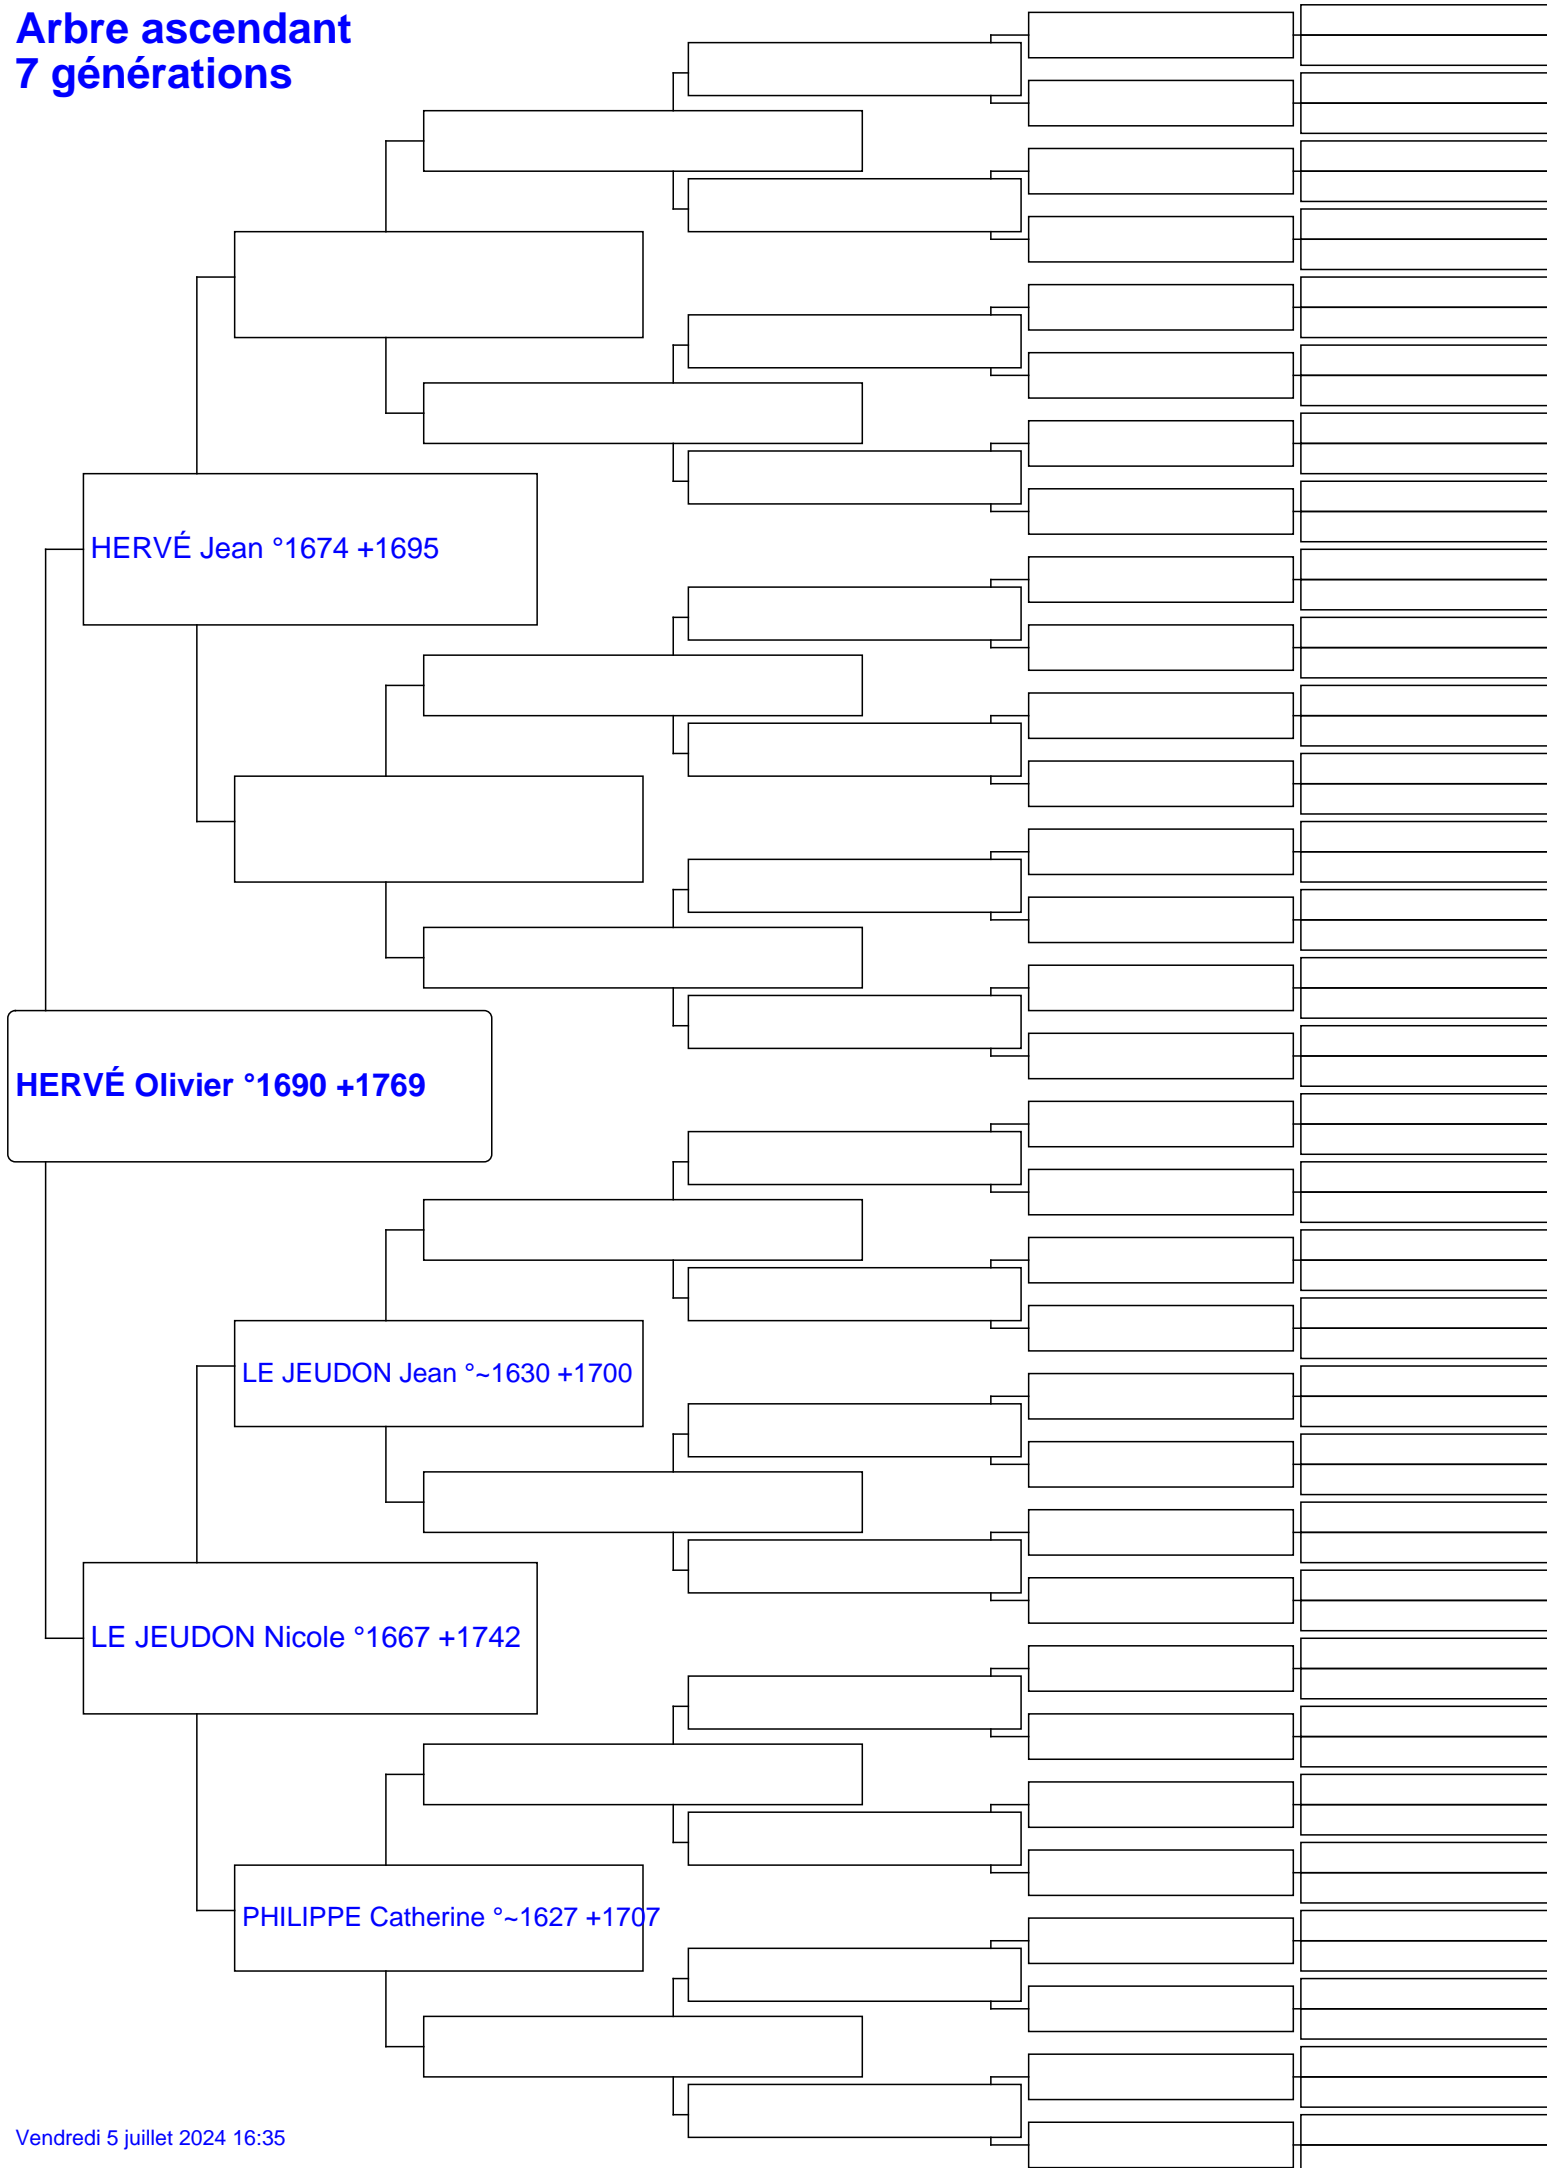 Arbre ascendant
7 générations
HERVÉ Jean °1674 +1695
HERVÉ Olivier °1690 +1769
LE JEUDON Jean °~1630 +1700
LE JEUDON Nicole °1667 +1742
PHILIPPE Catherine °~1627 +1707
Vendredi 5 juillet 2024 16:35